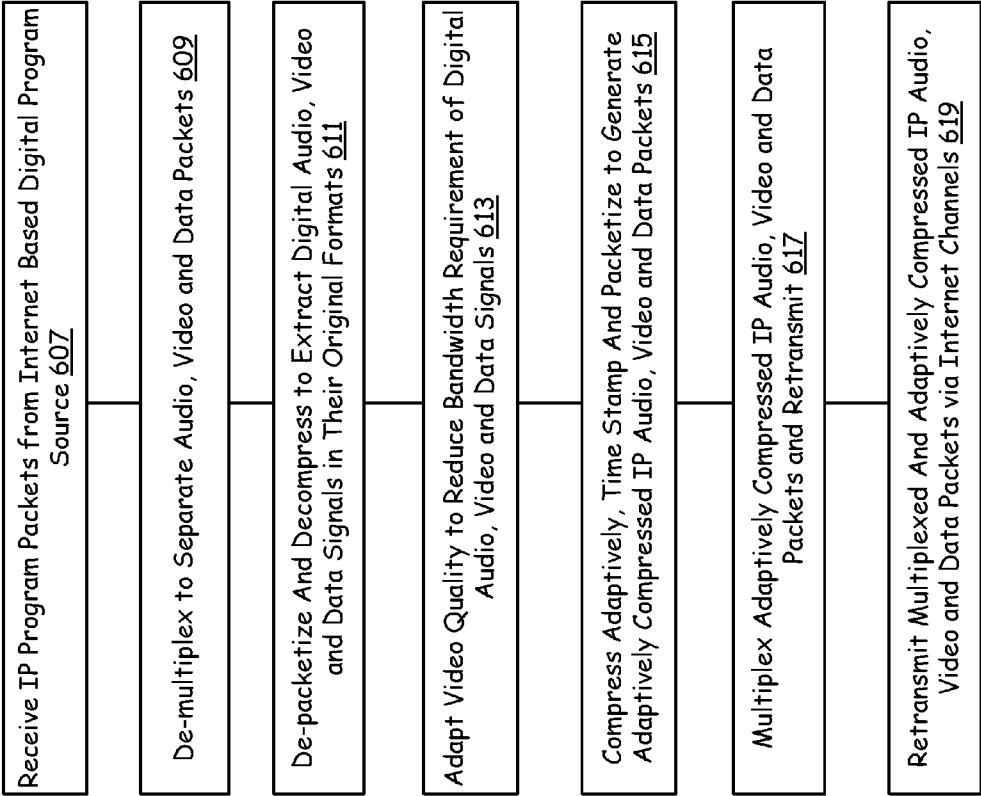 Receive IP Program Packets from Internet Based Digital Program
Source 607
De-multiplex to Separate Audio, Video and Data Packets 609
De-packetize And Decompress to Extract Digital Audio, Video
and Data Signals in Their Original Formats 611
Adapt Video Quality to Reduce Bandwidth Requirement of Digital
Audio, Video and Data Signals 613
Compress Adaptively, Time Stamp And Packetize to Generate
Adaptively Compressed IP Audio, Video and Data Packets 615
Multiplex Adaptively Compressed IP Audio, Video and Data
Packets and Retransmit 617
Retransmit Multiplexed And Adaptively Compressed IP Audio,
Video and Data Packets via Internet Channels 619